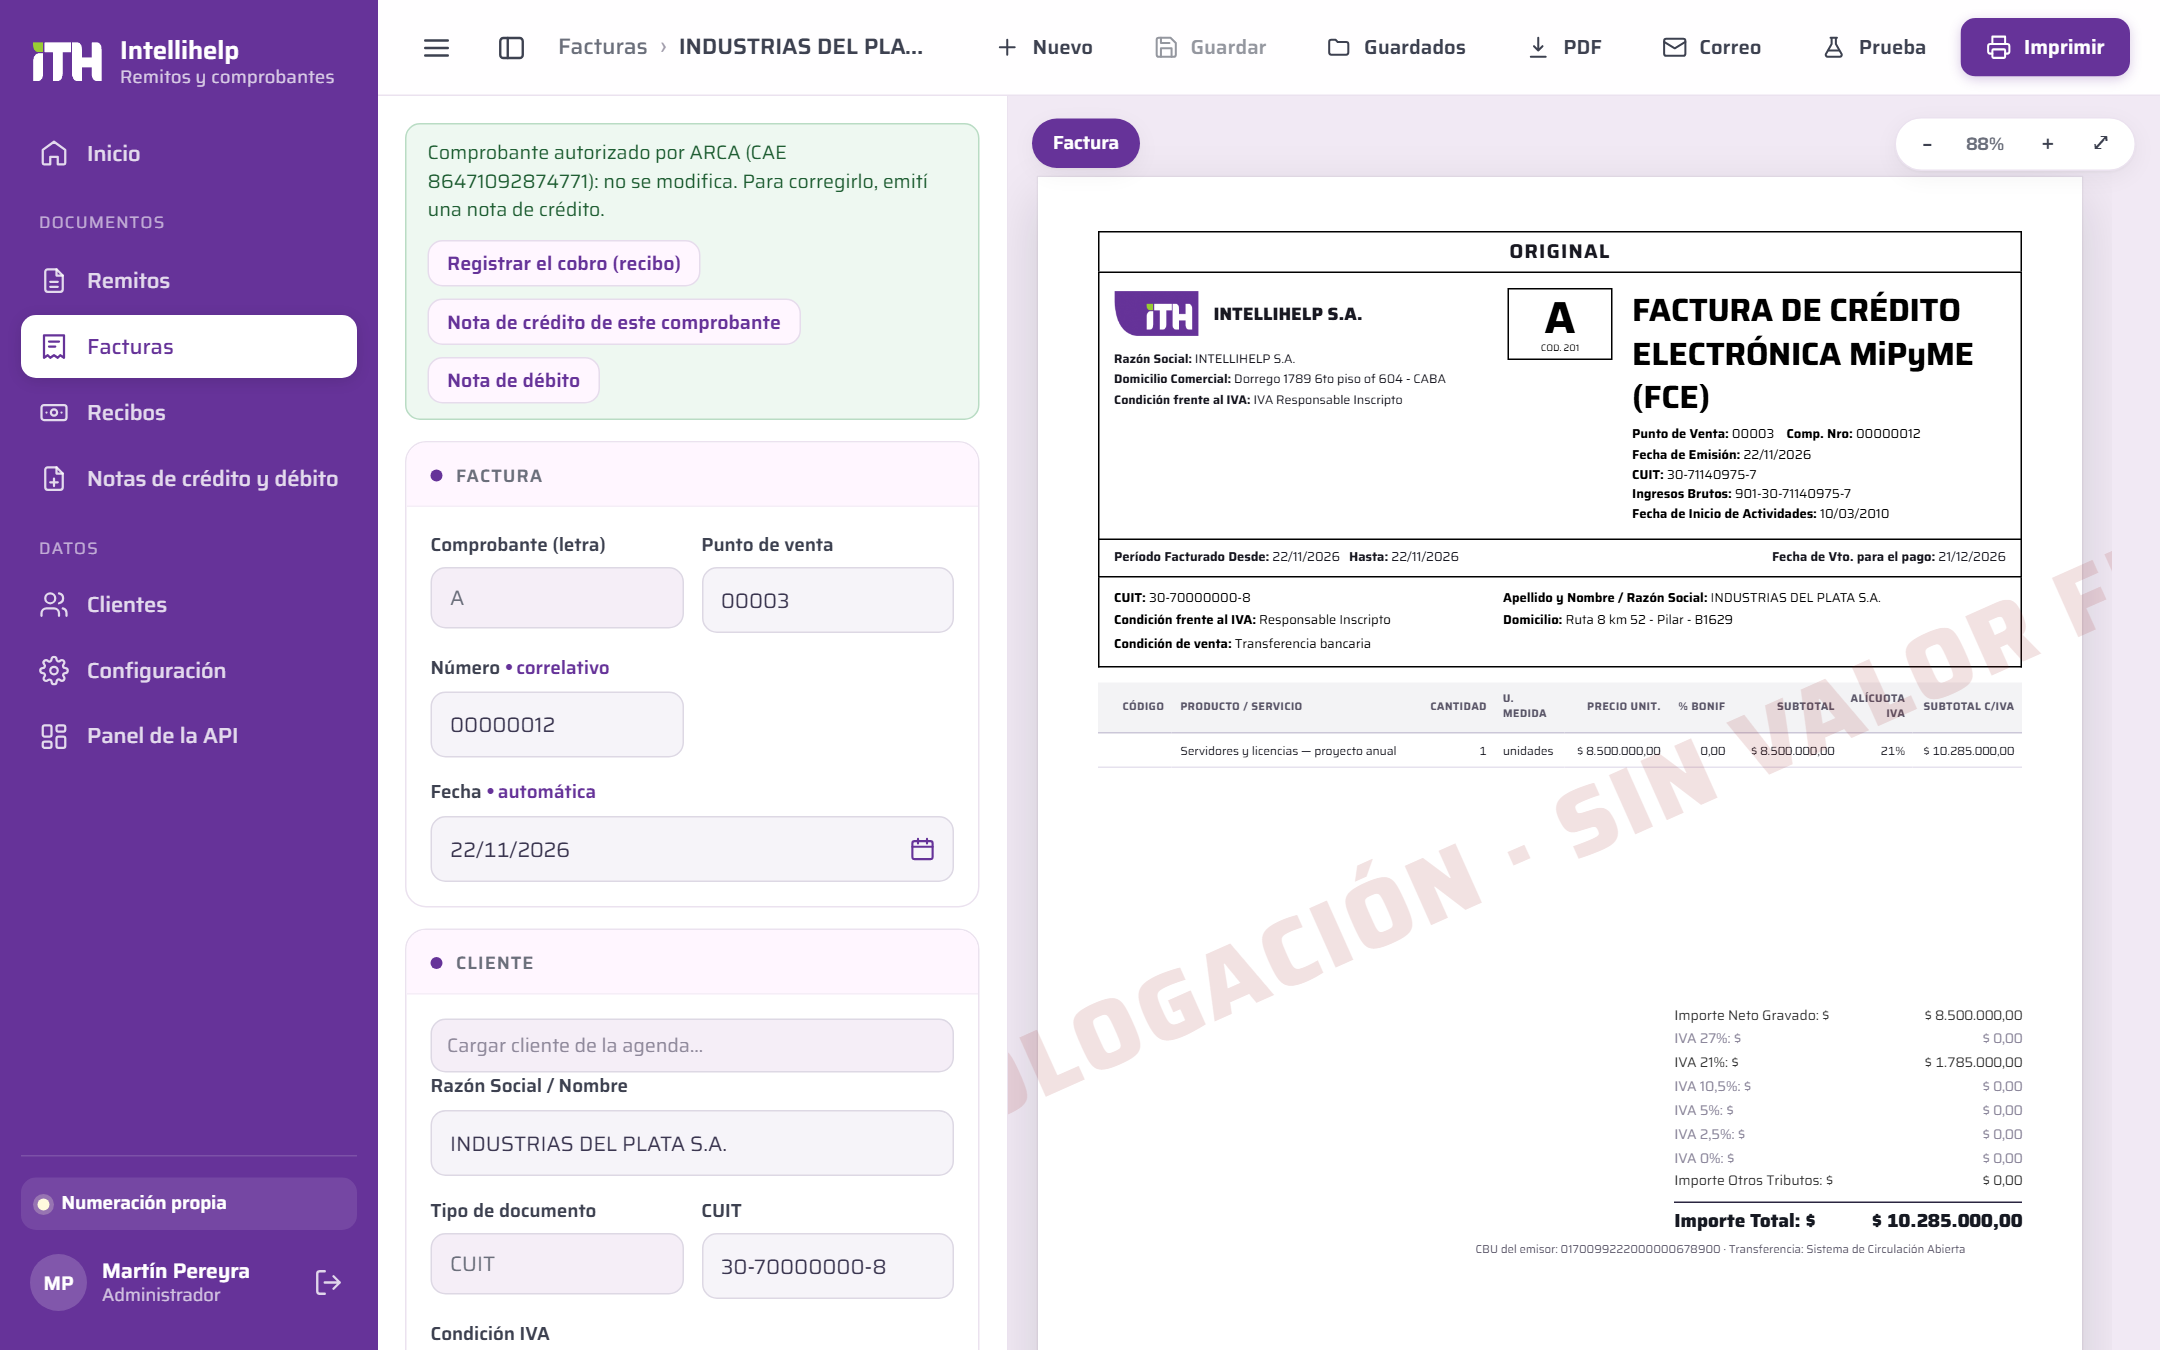 iTH Intellihelp
Remitos y comprobantes
Inicio
DOCUMENTOS
Remitos
Facturas
Recibos
Notas de crédito y débito
DATOS
Clientes
Configuración
Panel de la API
Numeración propia
MP Martín Pereyra
Administrador
Facturas › INDUSTRIAS DEL PLA...
Nuevo
Guardar
Guardados
PDF
Correo
Prueba
Imprimir
Comprobante autorizado por ARCA (CAE
86471092874771): no se modifica. Para corregirlo, emití
una nota de crédito.
Registrar el cobro (recibo)
Nota de crédito de este comprobante
Nota de débito
FACTURA
Comprobante (letra) Punto de venta
A 00003
Número • correlativo
00000012
Fecha • automática
22/11/2026
CLIENTE
Cargar cliente de la agenda...
Razón Social / Nombre
INDUSTRIAS DEL PLATA S.A.
Tipo de documento CUIT
CUIT 30-70000000-8
Condición IVA
Factura
– 88% +
ORIGINAL
iTH INTELLIHELP S.A.
Razón Social: INTELLIHELP S.A.
Domicilio Comercial: Dorrego 1789 6to piso of 604 - CABA
Condición frente al IVA: IVA Responsable Inscripto
A
COD. 201
FACTURA DE CRÉDITO
ELECTRÓNICA MiPyME
(FCE)
Punto de Venta: 00003 Comp. Nro: 00000012
Fecha de Emisión: 22/11/2026
CUIT: 30-71140975-7
Ingresos Brutos: 901-30-71140975-7
Fecha de Inicio de Actividades: 10/03/2010
Período Facturado Desde: 22/11/2026 Hasta: 22/11/2026 Fecha de Vto. para el pago: 21/12/2026
CUIT: 30-70000000-8 Apellido y Nombre / Razón Social: INDUSTRIAS DEL PLATA S.A.
Condición frente al IVA: Responsable Inscripto Domicilio: Ruta 8 km 52 - Pilar - B1629
Condición de venta: Transferencia bancaria
CÓDIGO PRODUCTO / SERVICIO CANTIDAD U. MEDIDA PRECIO UNIT. % BONIF SUBTOTAL ALÍCUOTA IVA SUBTOTAL C/IVA
Servidores y licencias — proyecto anual 1 unidades $ 8.500.000,00 0,00 $ 8.500.000,00 21% $ 10.285.000,00
OLOGACIÓN · SIN VALOR F
Importe Neto Gravado: $ $ 8.500.000,00
IVA 27%: $ $ 0,00
IVA 21%: $ $ 1.785.000,00
IVA 10,5%: $ $ 0,00
IVA 5%: $ $ 0,00
IVA 2,5%: $ $ 0,00
IVA 0%: $ $ 0,00
Importe Otros Tributos: $ $ 0,00
Importe Total: $ $ 10.285.000,00
CBU del emisor: 0170099222000000678900 · Transferencia: Sistema de Circulación Abierta